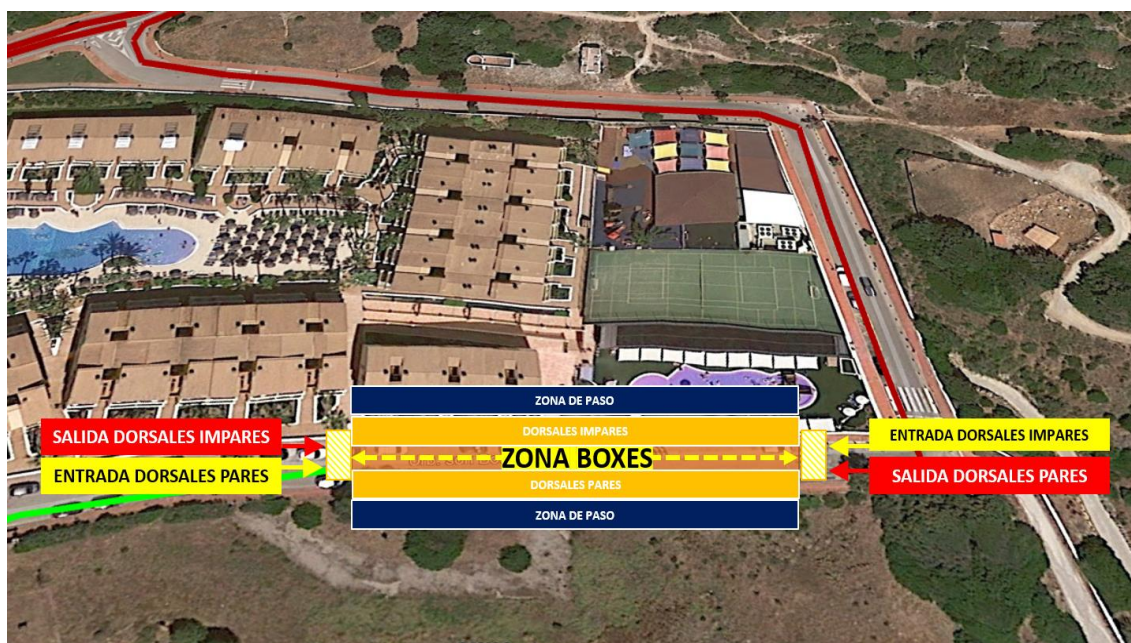 ZONA DE PASO
SALIDA DORSALES IMPARES
DORSALES IMPARES
ENTRADA DORSALES IMPARES
ZONA BOXES
ENTRADA DORSALES PARES
DORSALES PARES
SALIDA DORSALES PARES
ZONA DE PASO